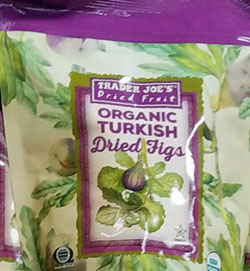 TRADER JOE'S
Dried Fruit
ORGANIC
TURKISH
Dried Figs